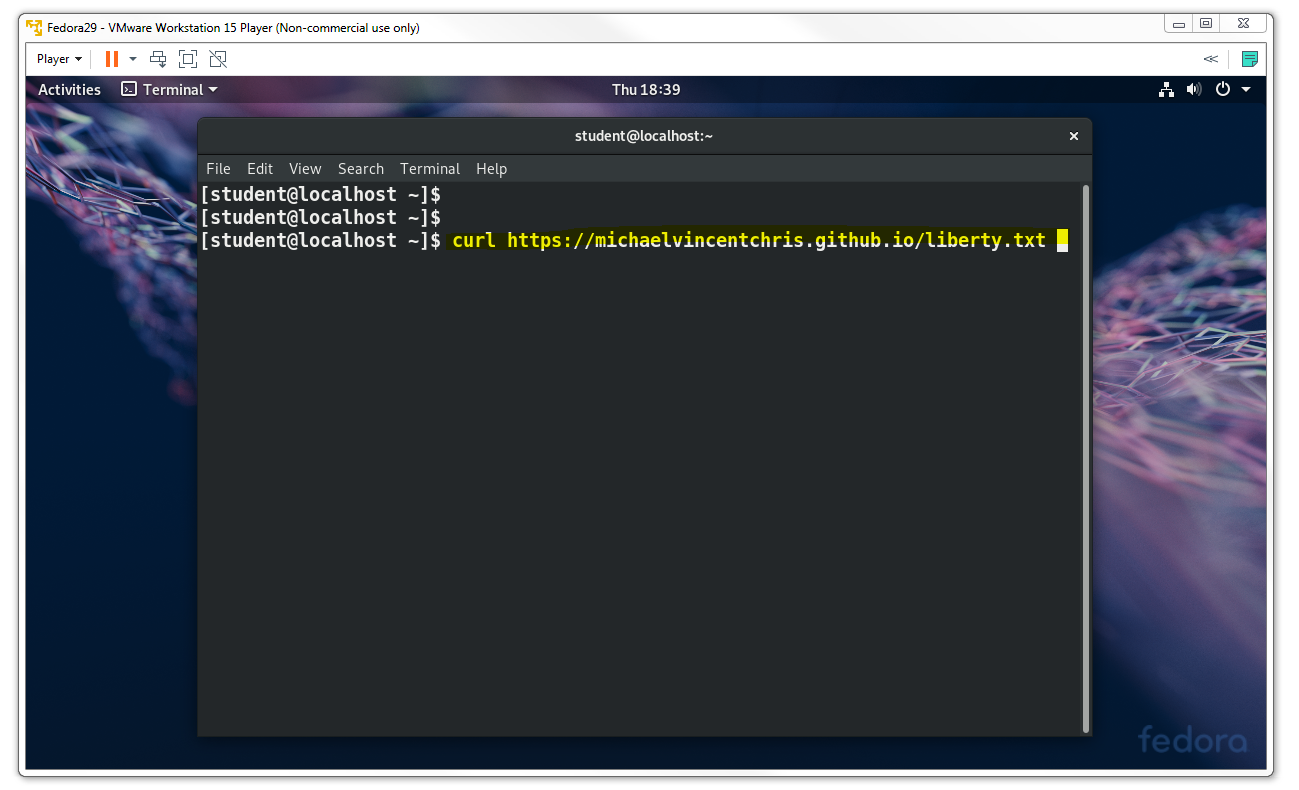 Fedora29 - VMware Workstation 15 Player (Non-commercial use only)
Player
Activities Terminal Thu 18:39
student@localhost:~
File Edit View Search Terminal Help
[student@localhost ~]$
[student@localhost ~]$
[student@localhost ~]$ curl https://michaelvincentchris.github.io/liberty.txt
fedora